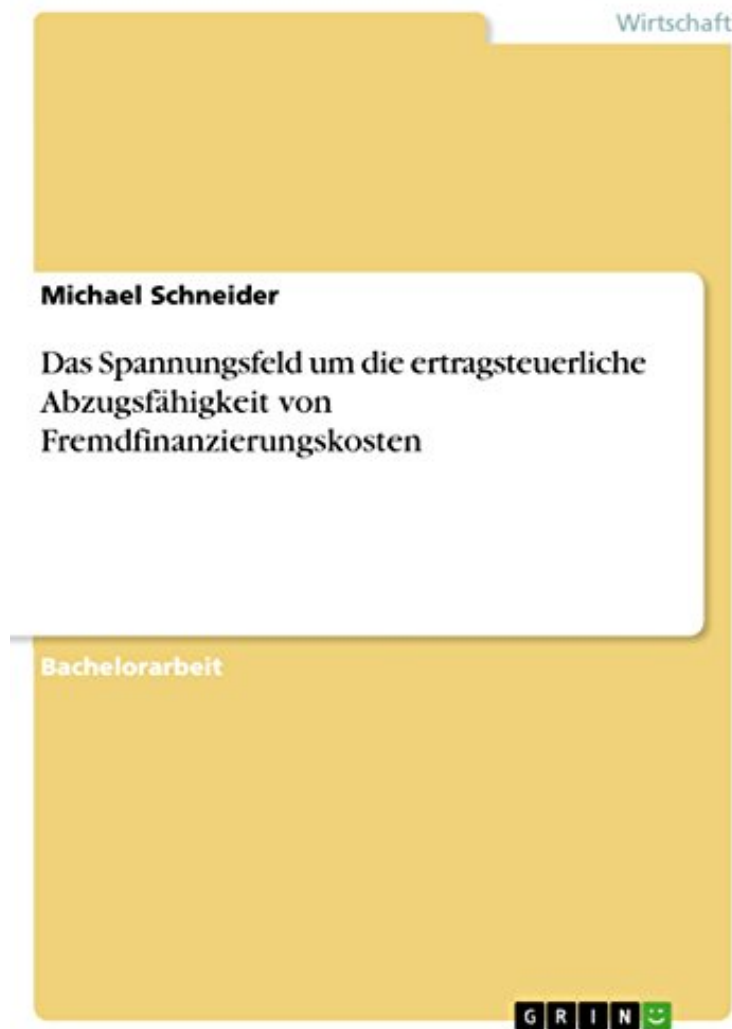 Wirtschaft
Michael Schneider
Das Spannungsfeld um die ertragsteuerliche
Abzugsfähigkeit von
Fremdfinanzierungskosten
Bachelorarbeit
GRIN